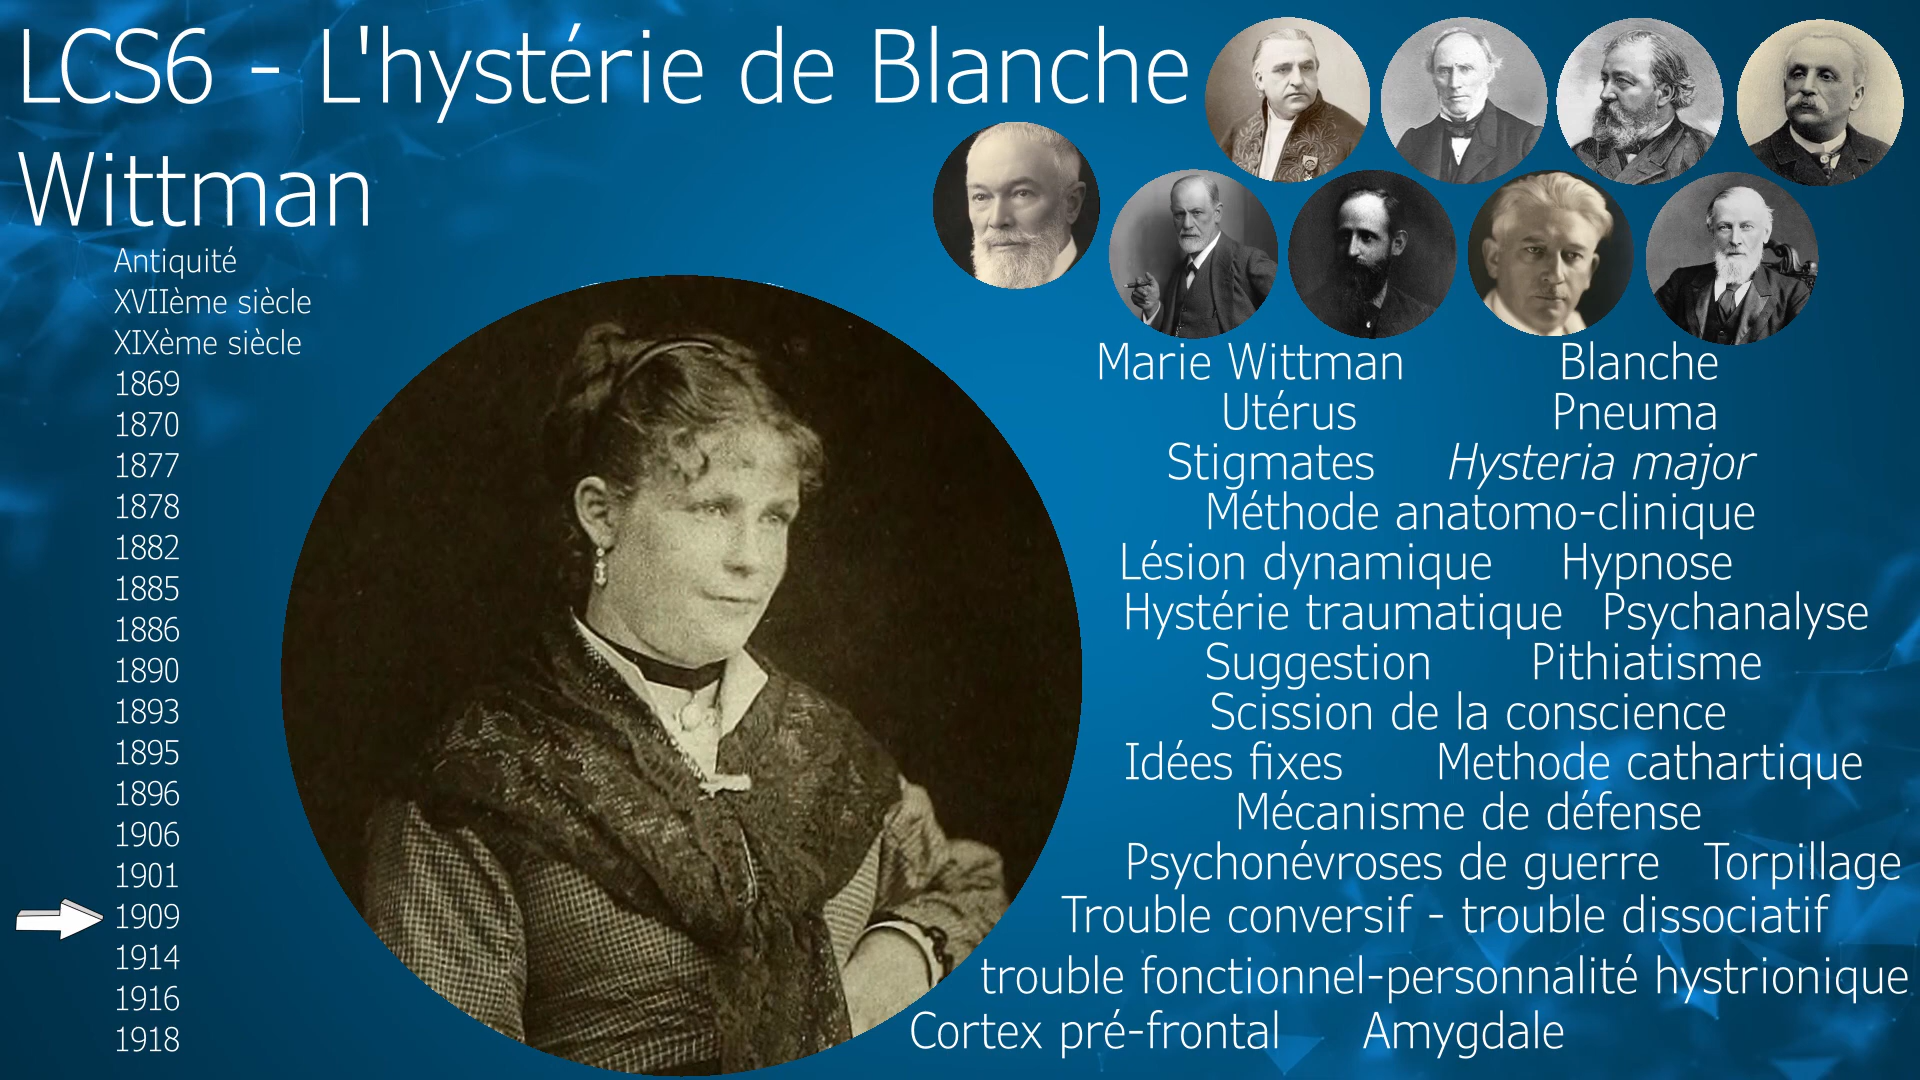 LCS6 - L'hystérie de Blanche
Wittman
Antiquité
XVIIème siècle
XIXème siècle
1869
1870
1877
1878
1882
1885
1886
1890
1893
1895
1896
1906
1901
1909
1914
1916
1918
Marie Wittman Blanche
Utérus Pneuma
Stigmates Hysteria major
Méthode anatomo-clinique
Lésion dynamique Hypnose
Hystérie traumatique Psychanalyse
Suggestion Pithiatisme
Scission de la conscience
Idées fixes Methode cathartique
Mécanisme de défense
Psychonévroses de guerre Torpillage
Trouble conversif - trouble dissociatif
trouble fonctionnel-personnalité hystrionique
Cortex pré-frontal Amygdale